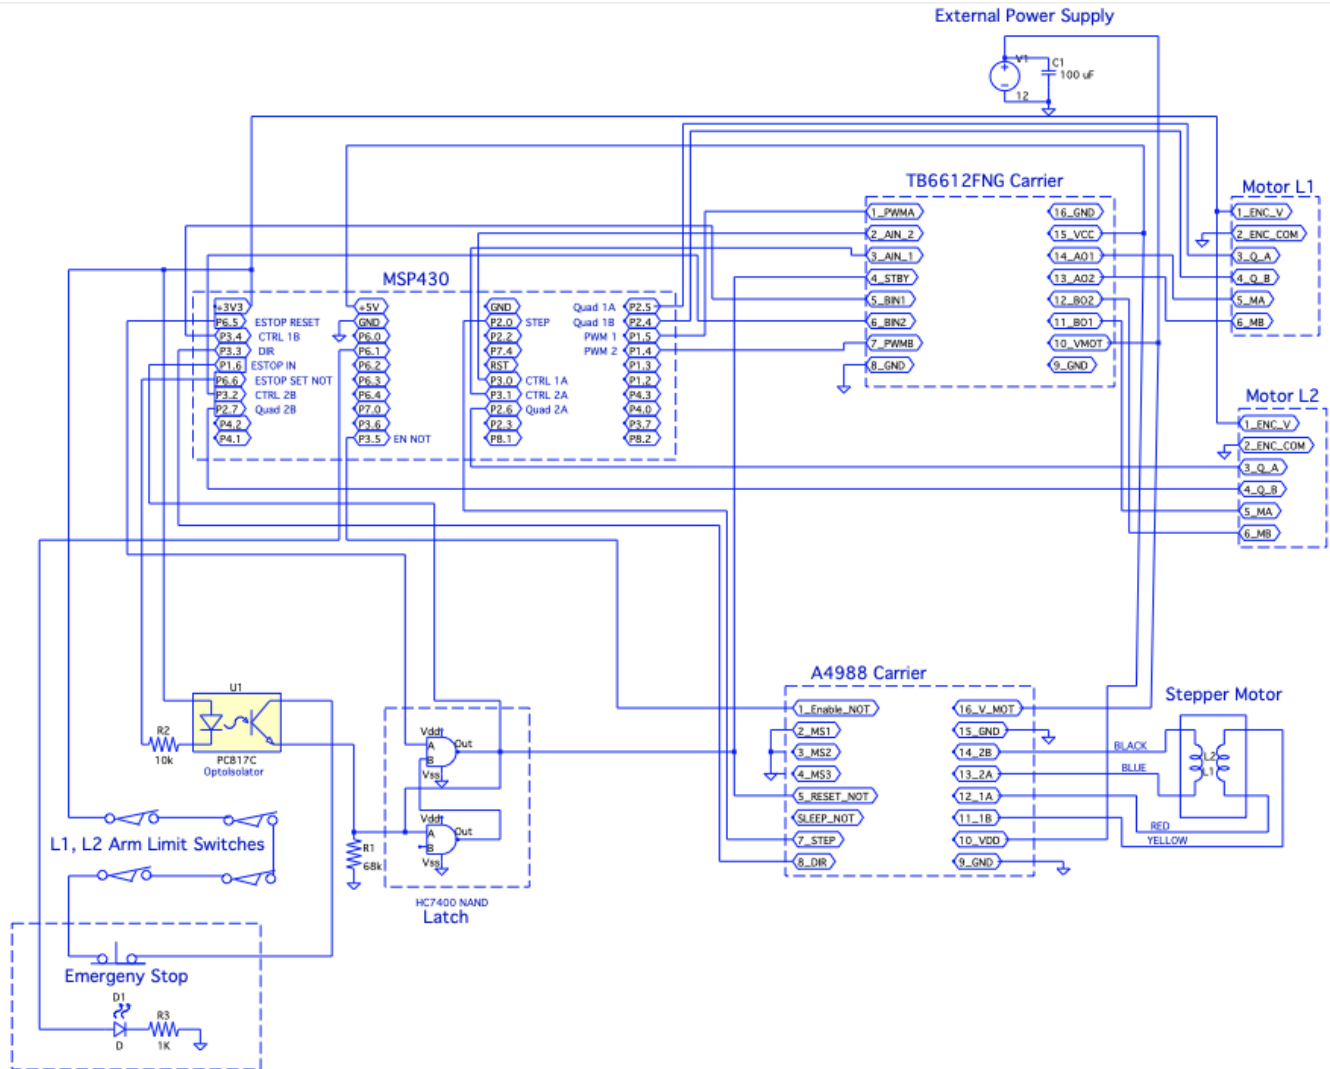 External Power Supply
V1
C1
100 uF
12
TB6612FNG Carrier
Motor L1
1_PWMA
16_GND
1_ENC_V
2_AIN_2
15_VCC
2_ENC_COM
3_AIN_1
14_AO1
3_Q_A
4_STBY
13_AO2
4_Q_B
5_BIN1
12_BO2
5_MA
6_BIN2
11_BO1
6_MB
7_PWMB
10_VMOT
8_GND
9_GND
MSP430
+3V3
+5V
GND
Quad 1A
P2.5
P6.5
ESTOP RESET
GND
P2.0
STEP
Quad 1B
P2.4
P3.4
CTRL 1B
P6.0
P2.2
PWM 1
P1.5
P3.3
DIR
P6.1
P7.4
PWM 2
P1.4
P1.6
ESTOP IN
P6.2
RST
P1.3
P6.6
ESTOP SET NOT
P6.3
P3.0
CTRL 1A
P1.2
P3.2
CTRL 2B
P6.4
P3.1
CTRL 2A
P4.3
P2.7
Quad 2B
P7.0
P2.6
Quad 2A
P4.0
P4.2
P3.6
P2.3
P3.7
P4.1
P3.5
EN NOT
P8.1
P8.2
Motor L2
1_ENC_V
2_ENC_COM
3_Q_A
4_Q_B
5_MA
6_MB
A4988 Carrier
Stepper Motor
1_Enable_NOT
16_V_MOT
2_MS1
15_GND
3_MS2
14_2B
BLACK
4_MS3
13_2A
BLUE
5_RESET_NOT
12_1A
SLEEP_NOT
11_1B
RED
7_STEP
10_VDD
YELLOW
8_DIR
9_GND
L2
L1
U1
R2
10k
PC817C
OptoIsolator
Vdd
A
Out
B
Vss
Vdd
A
Out
B
Vss
R1
68k
HC7400 NAND
Latch
L1, L2 Arm Limit Switches
Emergeny Stop
D1
R3
D
1K